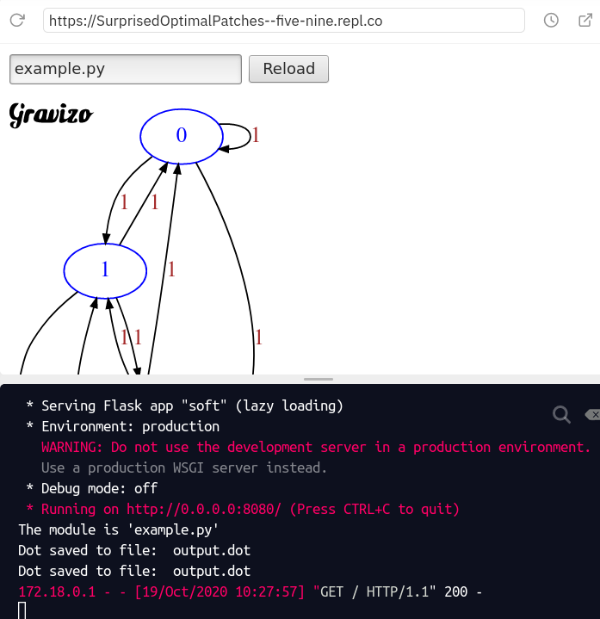 https://SurprisedOptimalPatches--five-nine.repl.co
example.py Reload
Gravizo
0 1
1 1
1
1
1 1 1
* Serving Flask app "soft" (lazy loading)
* Environment: production
WARNING: Do not use the development server in a production environment.
Use a production WSGI server instead.
* Debug mode: off
* Running on http://0.0.0.0:8080/ (Press CTRL+C to quit)
The module is 'example.py'
Dot saved to file:  output.dot
Dot saved to file:  output.dot
172.18.0.1 - - [19/Oct/2020 10:27:57] "GET / HTTP/1.1" 200 -